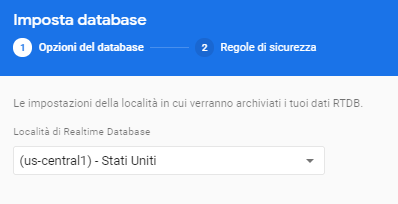 Imposta database
1 Opzioni del database
2 Regole di sicurezza
Le impostazioni della località in cui verranno archiviati i tuoi dati RTDB.
Località di Realtime Database
(us-central1) - Stati Uniti